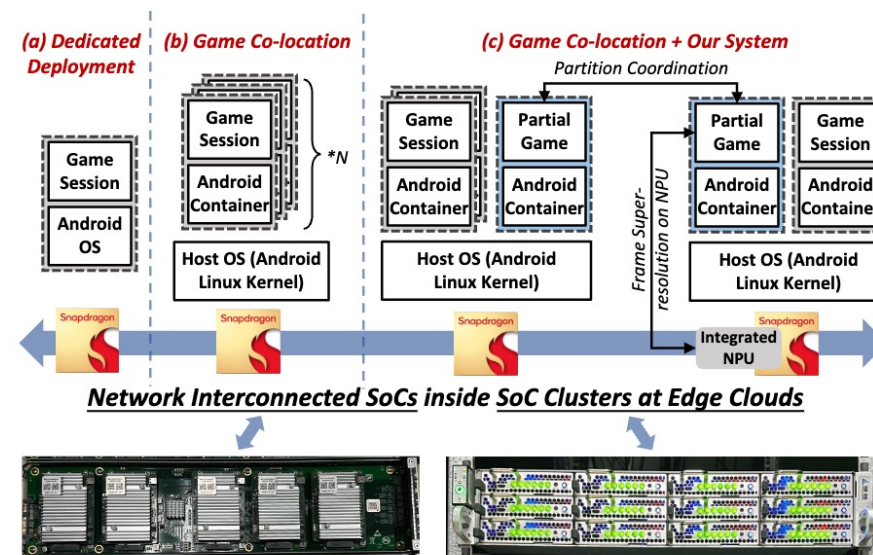 (a) Dedicated
Deployment
(b) Game Co-location
(c) Game Co-location + Our System
Partition Coordination
Game
Session
Android
OS
Game
Session
Android
Container
*N
Host OS (Android
Linux Kernel)
Game
Session
Android
Container
Partial
Game
Android
Container
Host OS (Android
Linux Kernel)
Frame Super-
resolution on NPU
Partial
Game
Android
Container
Game
Session
Android
Container
Host OS (Android
Linux Kernel)
Snapdragon
Snapdragon
Snapdragon
Integrated
NPU
Snapdragon
Network Interconnected SoCs inside SoC Clusters at Edge Clouds